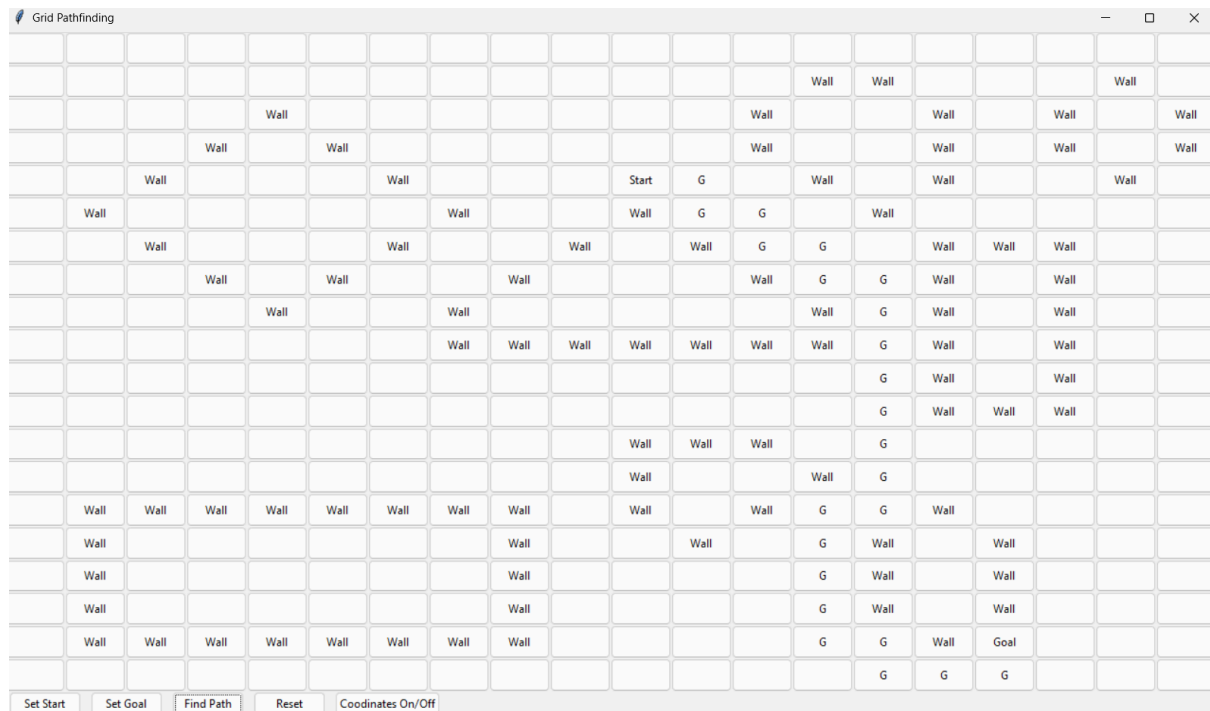 Grid Pathfinding
Wall Wall Wall
Wall Wall Wall Wall Wall
Wall Wall Wall Wall Wall Wall
Wall Wall Start G Wall Wall Wall
Wall Wall Wall G G Wall
Wall Wall Wall Wall G G Wall Wall Wall
Wall Wall Wall Wall G G Wall Wall
Wall Wall Wall G Wall Wall
Wall Wall Wall Wall Wall Wall Wall G Wall Wall
G Wall Wall
G Wall Wall Wall
Wall Wall Wall G
Wall Wall G
Wall Wall Wall Wall Wall Wall Wall Wall Wall Wall G G Wall
Wall Wall Wall G Wall Wall
Wall Wall G Wall Wall
Wall Wall G Wall Wall
Wall Wall Wall Wall Wall Wall Wall Wall G G Wall Goal
G G G
Set Start Set Goal Find Path Reset Coodinates On/Off